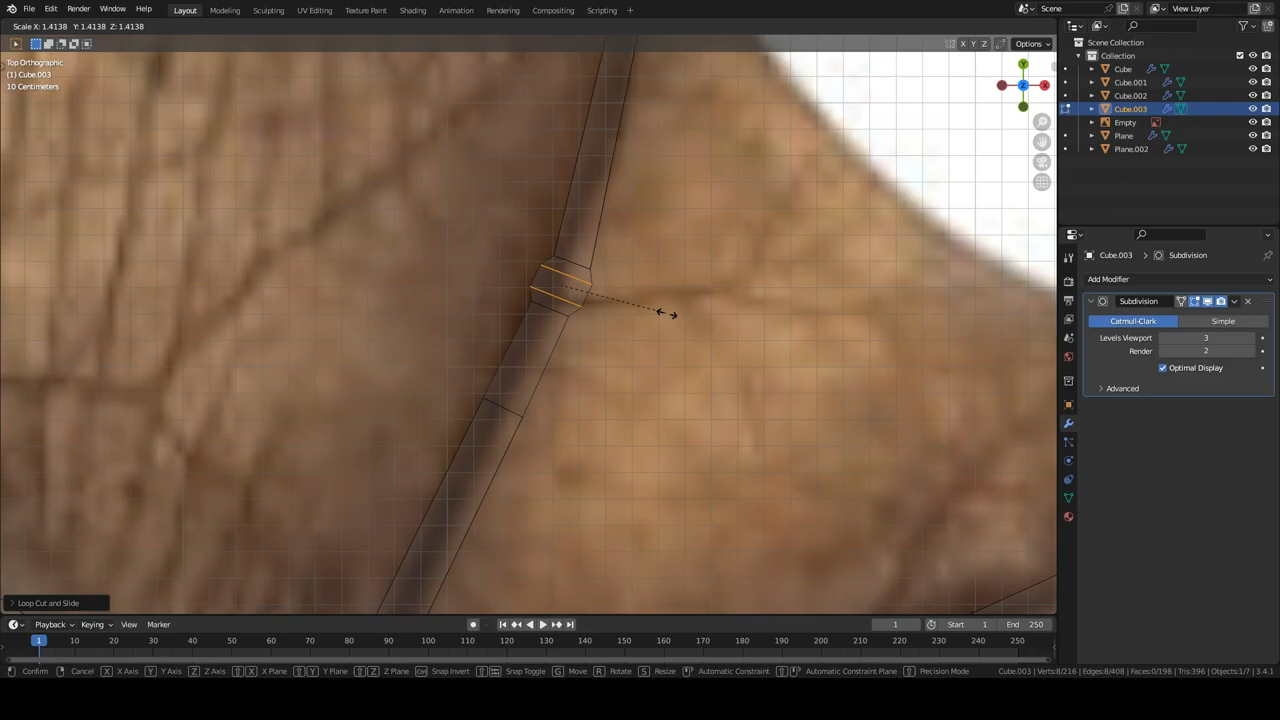 File Edit Render Window Help Layout Modeling Sculpting UV Editing Texture Paint Shading Animation Rendering Compositing Scripting + Scene View Layer
Scale X: 1.4138 Y: 1.4138 Z: 1.4138
X Y Z Options
Top Orthographic
(1) Cube.003
10 Centimeters
Y
Z
X
Scene Collection
Collection
Cube
Cube.001
Cube.002
Cube.003
Empty
Plane
Plane.002
Cube.003 > Subdivision
Add Modifier
Subdivision
Catmull-Clark Simple
Levels Viewport 3
Render 2
Optimal Display
Advanced
Loop Cut and Slide
Playback Keying View Marker 1 Start 1 End 250
1 10 20 30 40 50 60 70 80 90 100 110 120 130 140 150 160 170 180 190 200 210 220 230 240 250
Confirm Cancel X X Axis Y Y Axis Z Z Axis X X Plane Y Y Plane Z Z Plane Ctrl Snap Invert Snap Toggle G Move R Rotate S Resize Automatic Constraint Automatic Constraint Plane Precision Mode Cube.003 | Verts:8/216 | Edges:8/408 | Faces:0/198 | Tris:396 | Objects:1/7 | 3.4.1